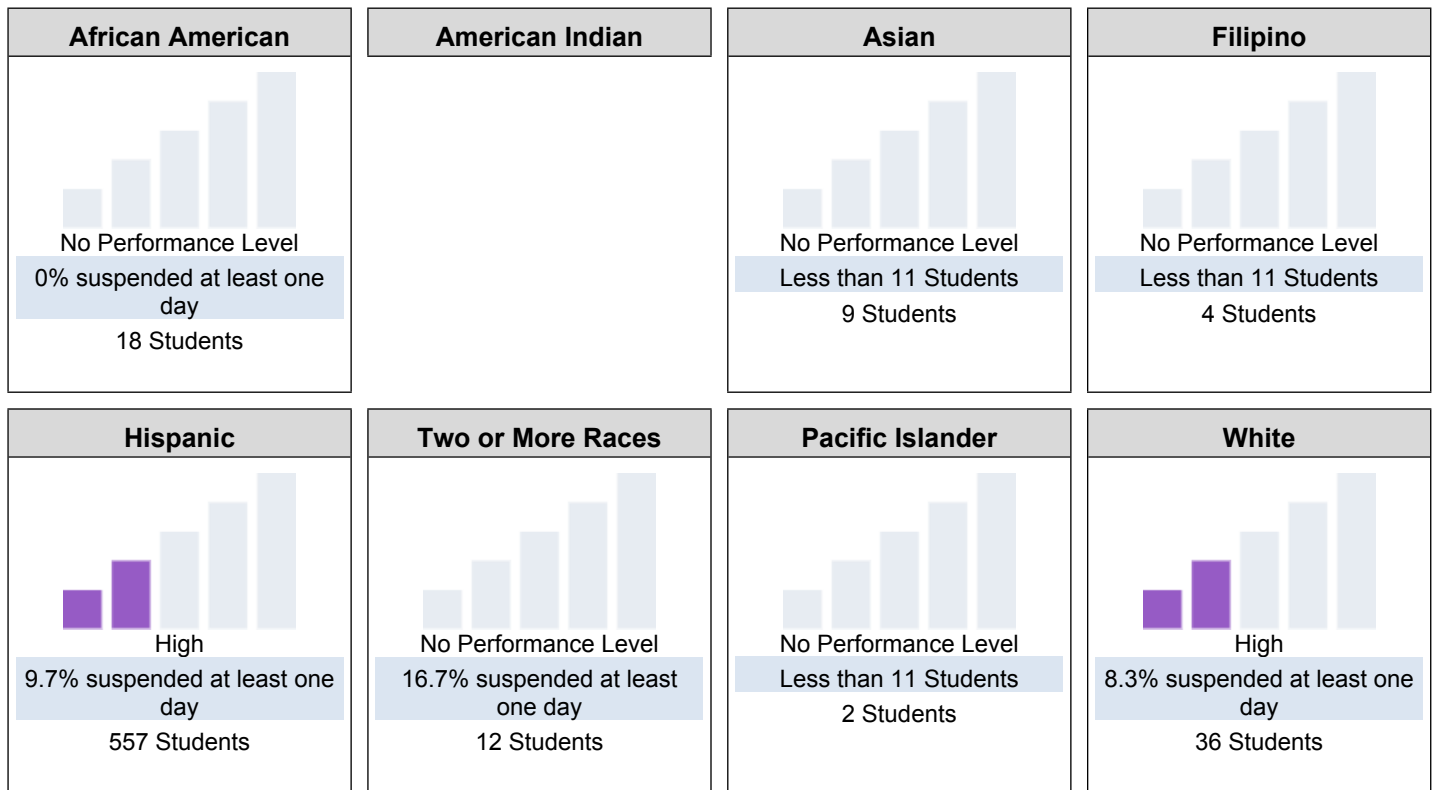 African American
American Indian
Asian
Filipino
No Performance Level
0% suspended at least one
day
18 Students
No Performance Level
Less than 11 Students
9 Students
No Performance Level
Less than 11 Students
4 Students
Hispanic
Two or More Races
Pacific Islander
White
High
9.7% suspended at least one
day
557 Students
No Performance Level
16.7% suspended at least
one day
12 Students
No Performance Level
Less than 11 Students
2 Students
High
8.3% suspended at least one
day
36 Students